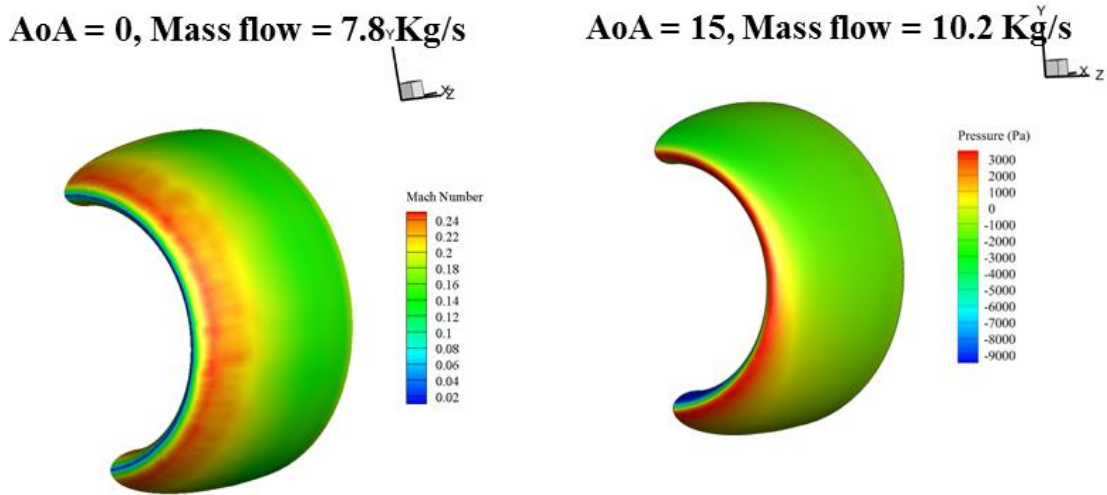 AoA = 0, Mass flow = 7.8 Kg/s
Y
X
Z
Mach Number
0.24
0.22
0.2
0.18
0.16
0.14
0.12
0.1
0.08
0.06
0.04
0.02
AoA = 15, Mass flow = 10.2 Kg/s
Y
X
Z
Pressure (Pa)
3000
2000
1000
0
-1000
-2000
-3000
-4000
-5000
-6000
-7000
-8000
-9000